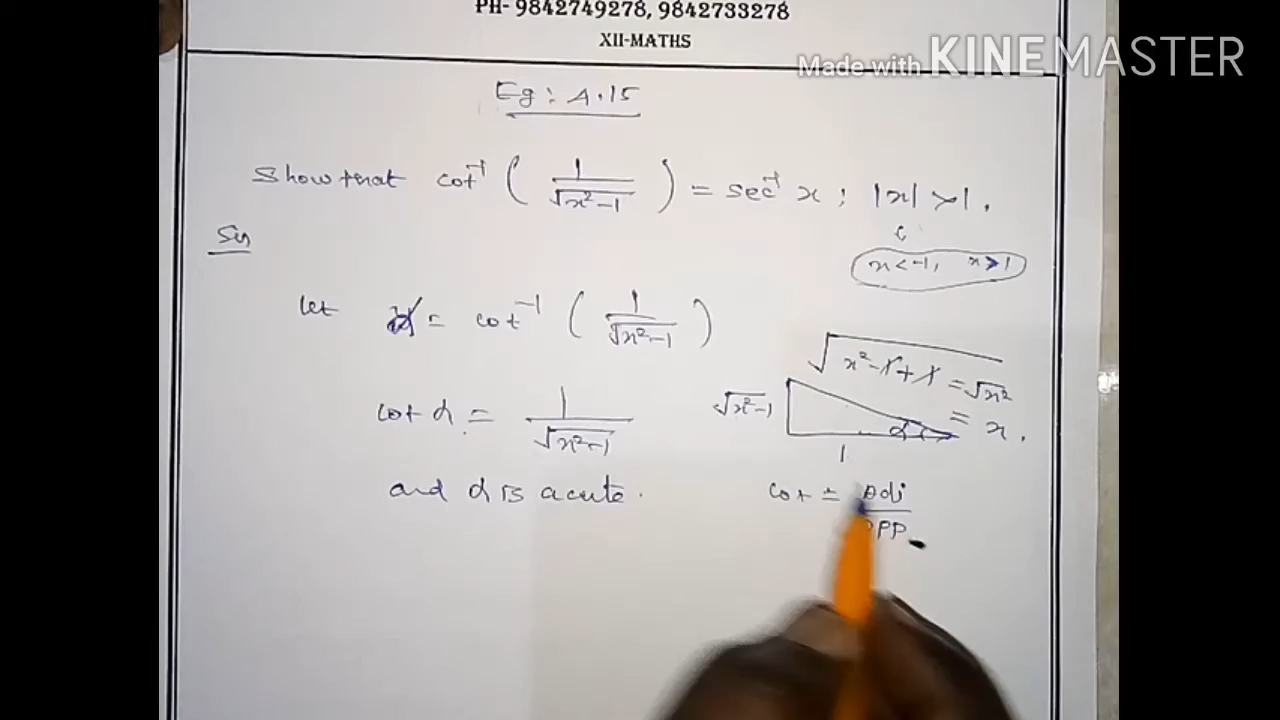 PH- 9842749278, 9842733278
XII-MATHS
Made with KINEMASTER
Eg: 4.15
Show that cot⁻¹ ( 1 / √x²-1 ) = sec⁻¹ x ; |x| > 1 .
x < -1, x > 1
let α = cot⁻¹ ( 1 / √x²-1 )
√x²-1+1 = √x²
= x .
√x²-1
α
1
cot α = 1 / √x²-1
and α is acute .
cot = Adj / opp